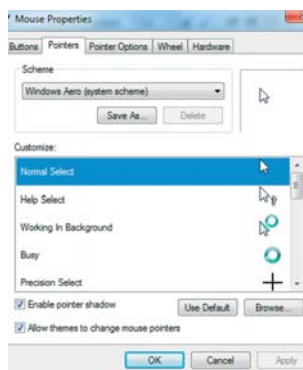 Mouse Properties
Buttons Pointers Pointer Options Wheel Hardware
Scheme
Windows Aero (system scheme)
Save As... Delete
Customize:
Normal Select
Help Select
Working In Background
Busy
Precision Select
Enable pointer shadow Use Default Browse...
Allow themes to change mouse pointers
OK Cancel Apply